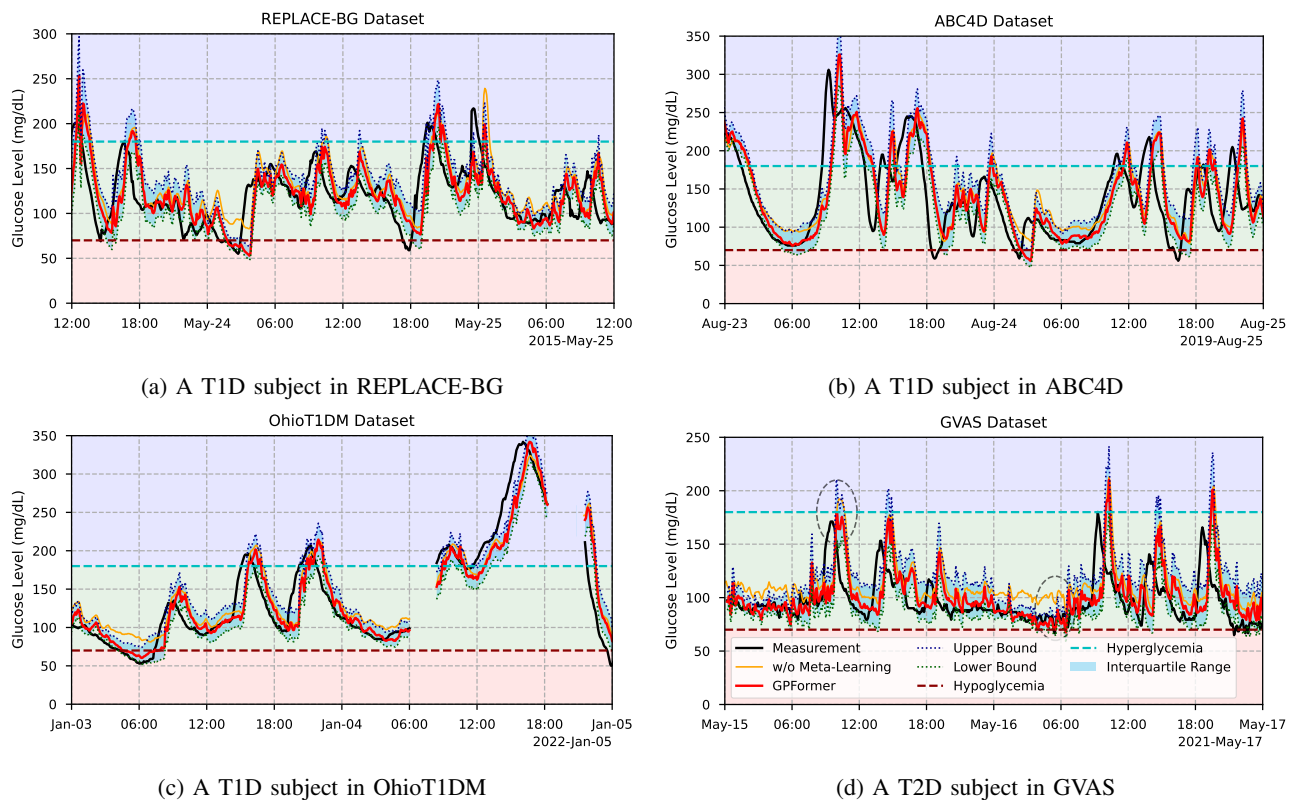 REPLACE-BG Dataset
Glucose Level (mg/dL)
300
250
200
150
100
50
0
12:00 18:00 May-24 06:00 12:00 18:00 May-25 06:00 12:00
2015-May-25
(a) A T1D subject in REPLACE-BG
ABC4D Dataset
Glucose Level (mg/dL)
350
300
250
200
150
100
50
0
Aug-23 06:00 12:00 18:00 Aug-24 06:00 12:00 18:00 Aug-25
2019-Aug-25
(b) A T1D subject in ABC4D
OhioT1DM Dataset
Glucose Level (mg/dL)
350
300
250
200
150
100
50
0
Jan-03 06:00 12:00 18:00 Jan-04 06:00 12:00 18:00 Jan-05
2022-Jan-05
(c) A T1D subject in OhioT1DM
GVAS Dataset
Glucose Level (mg/dL)
250
200
150
100
50
0
Measurement Upper Bound Hyperglycemia
w/o Meta-Learning Lower Bound Interquartile Range
GPFormer Hypoglycemia
May-15 06:00 12:00 18:00 May-16 06:00 12:00 18:00 May-17
2021-May-17
(d) A T2D subject in GVAS